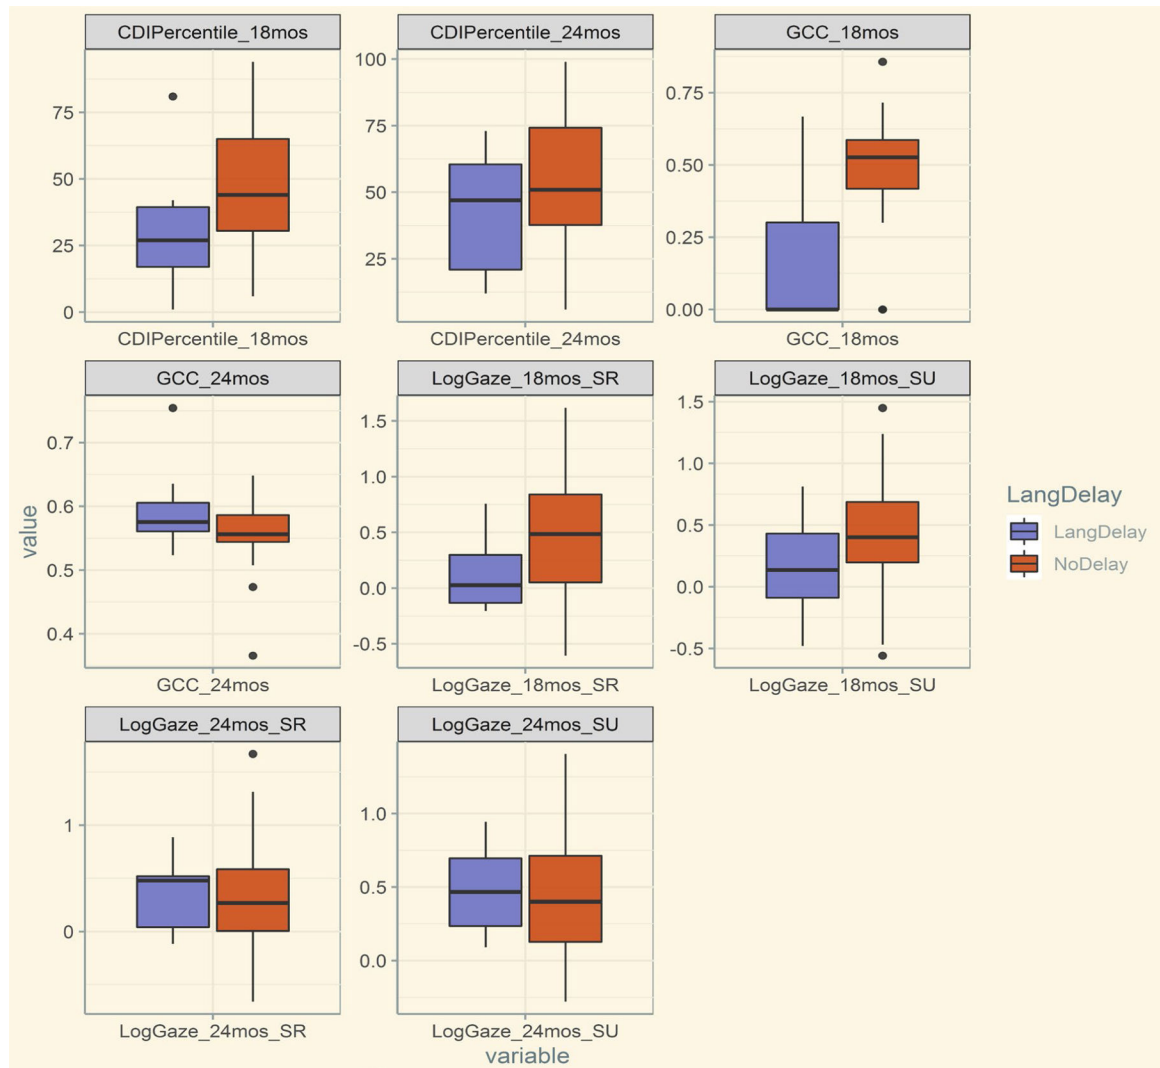 CDIPercentile_18mos
CDIPercentile_24mos
GCC_18mos
75
50
25
0
100
75
50
25
0.75
0.50
0.25
0.00
CDIPercentile_18mos
CDIPercentile_24mos
GCC_18mos
GCC_24mos
LogGaze_18mos_SR
LogGaze_18mos_SU
0.7
0.6
0.5
0.4
1.5
1.0
0.5
0.0
-0.5
1.5
1.0
0.5
0.0
-0.5
GCC_24mos
LogGaze_18mos_SR
LogGaze_18mos_SU
LogGaze_24mos_SR
LogGaze_24mos_SU
1
0
1.0
0.5
0.0
LogGaze_24mos_SR
LogGaze_24mos_SU
value
variable
LangDelay
LangDelay
NoDelay